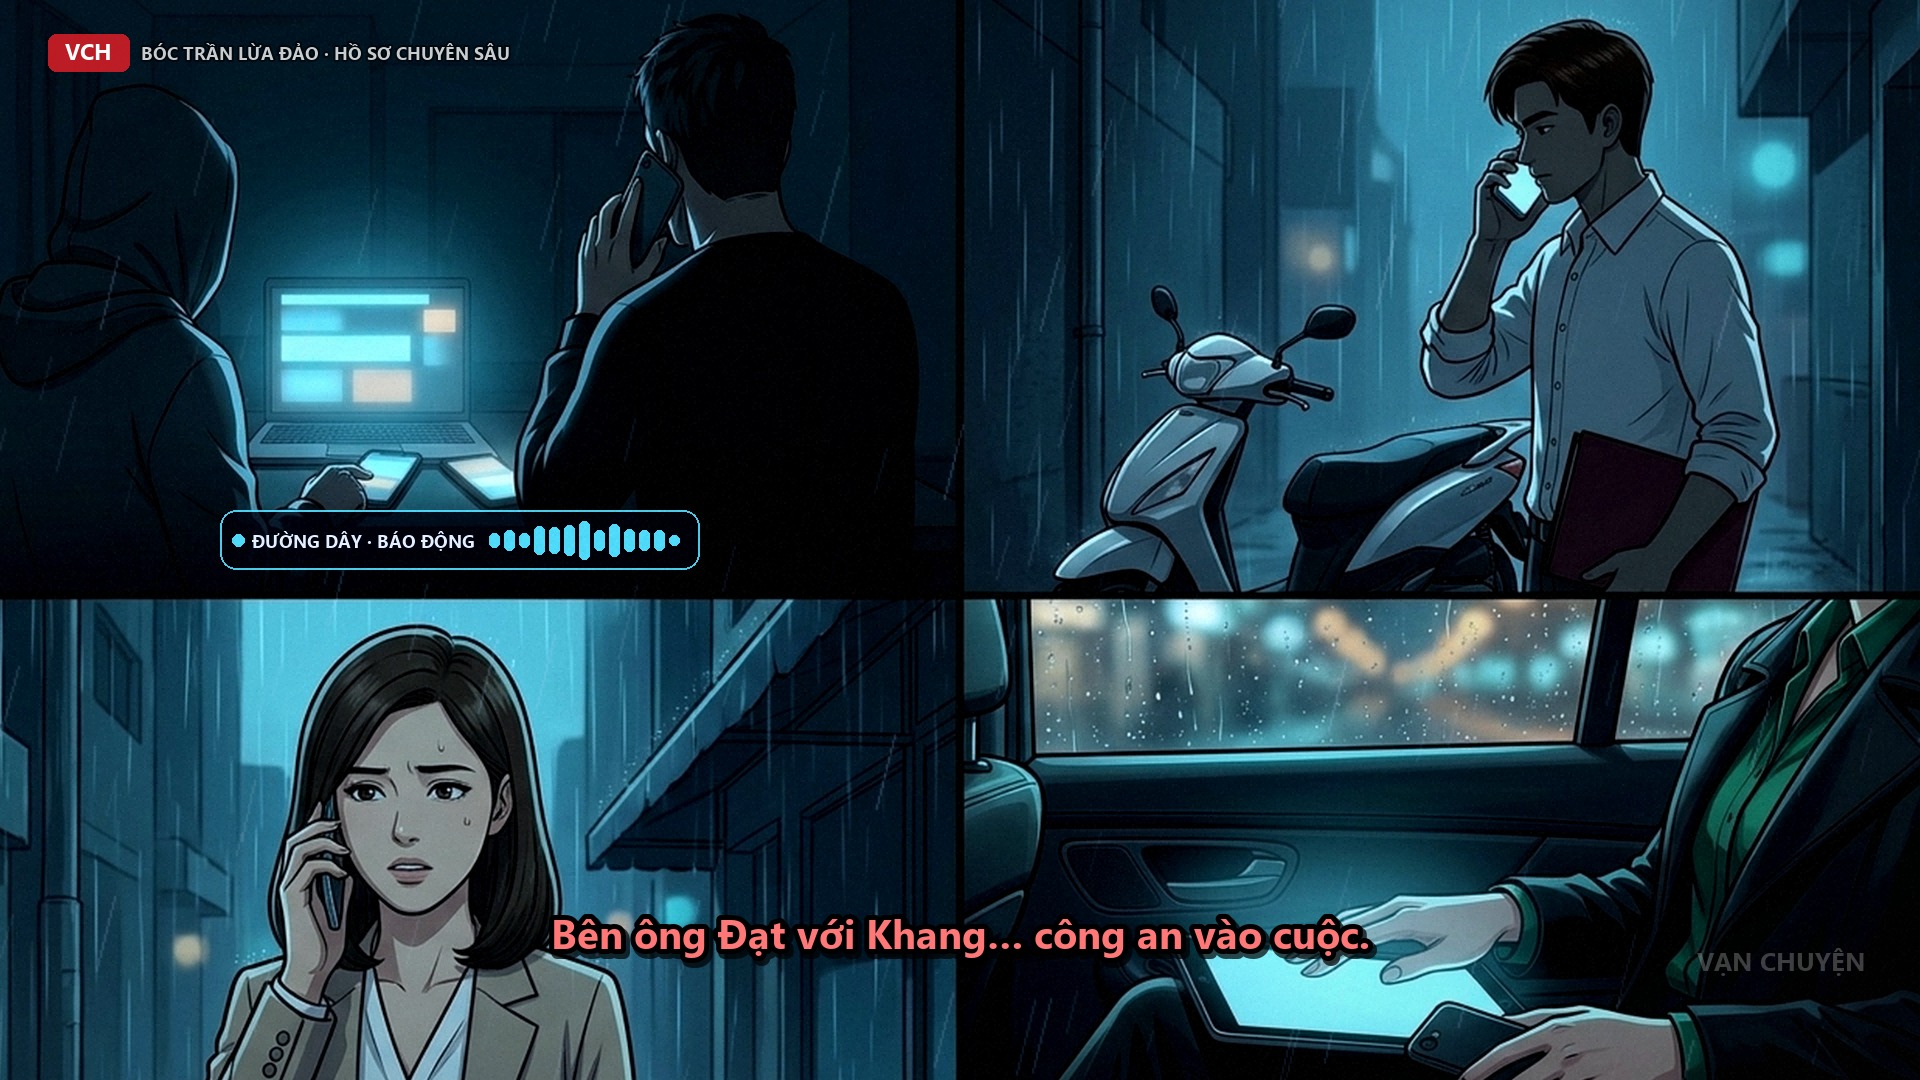 VCH BÓC TRẦN LỪA ĐẢO · HỒ SƠ CHUYÊN SÂU
ĐƯỜNG DÂY · BÁO ĐỘNG
Bên ông Đạt với Khang... công an vào cuộc.
VẠN CHUYỆN